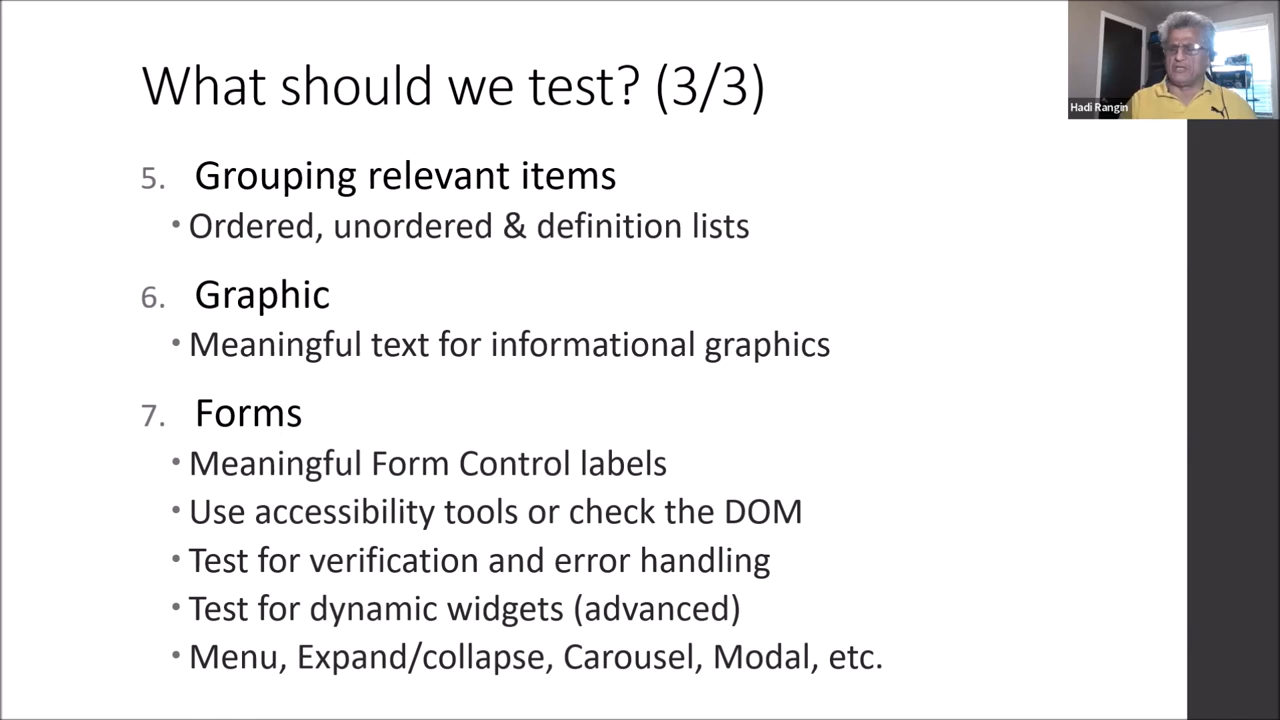 What should we test? (3/3)
Hadi Rangin
5. Grouping relevant items
• Ordered, unordered & definition lists
6. Graphic
• Meaningful text for informational graphics
7. Forms
• Meaningful Form Control labels
• Use accessibility tools or check the DOM
• Test for verification and error handling
• Test for dynamic widgets (advanced)
• Menu, Expand/collapse, Carousel, Modal, etc.